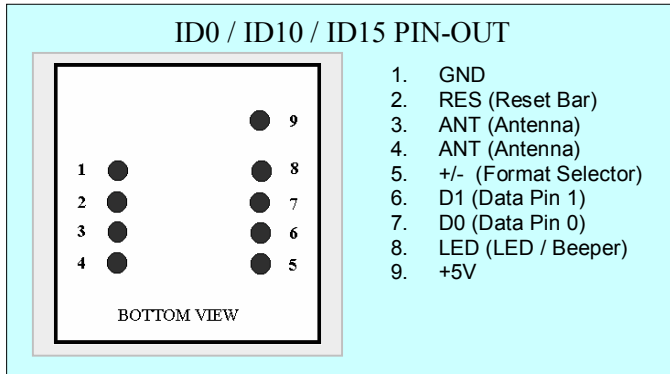 ID0 / ID10 / ID15 PIN-OUT
9
1 8
2 7
3 6
4 5
BOTTOM VIEW
1. GND
2. RES (Reset Bar)
3. ANT (Antenna)
4. ANT (Antenna)
5. +/- (Format Selector)
6. D1 (Data Pin 1)
7. D0 (Data Pin 0)
8. LED (LED / Beeper)
9. +5V